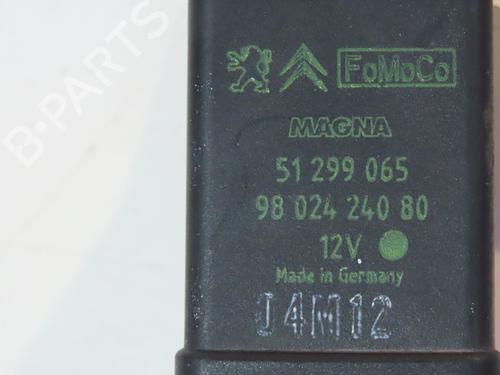 FoMoCo
MAGNA
51 299 065
98 024 240 80
12V
Made in Germany
J4M12
B-PARTS